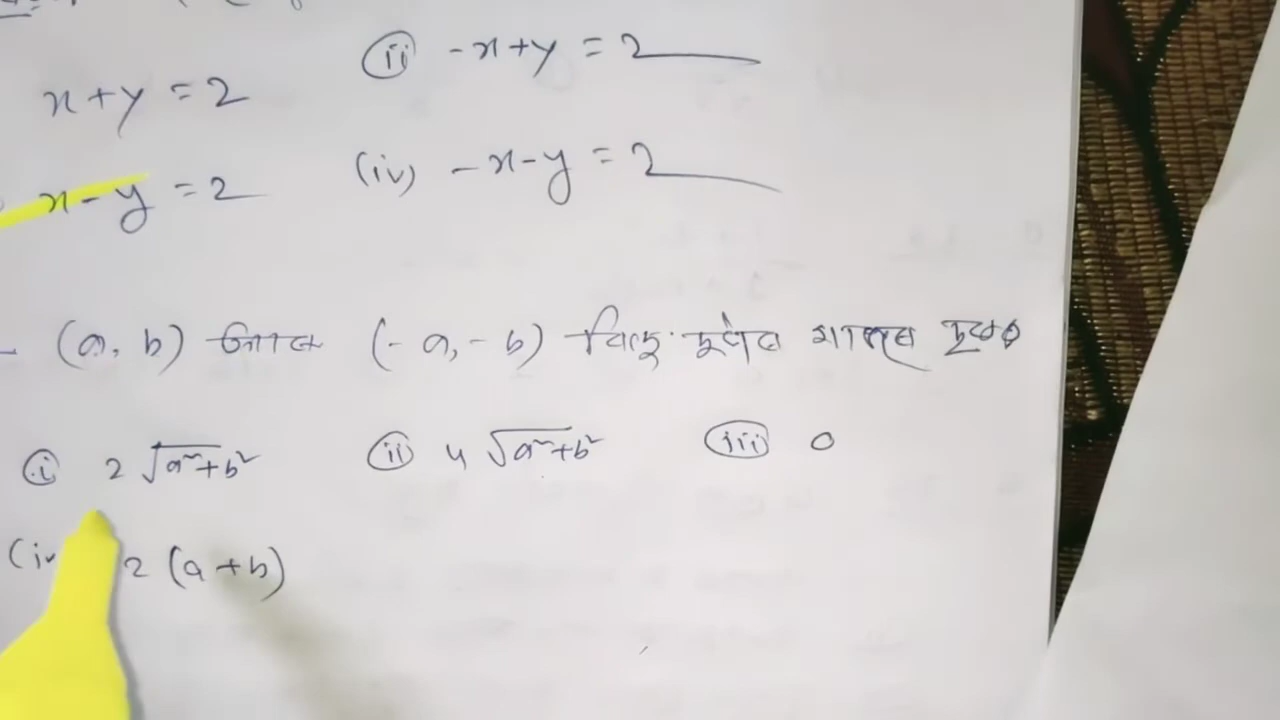 x+y = 2 (ii) -x+y = 2
x-y = 2 (iv) -x-y = 2
(a, b) আৰু (-a, -b) বিন্দু দুটাৰ মাজৰ দূৰত্ব
(i) 2 √a²+b² (ii) 4 √a²+b² (iii) 0
(iv 2 (a+b)